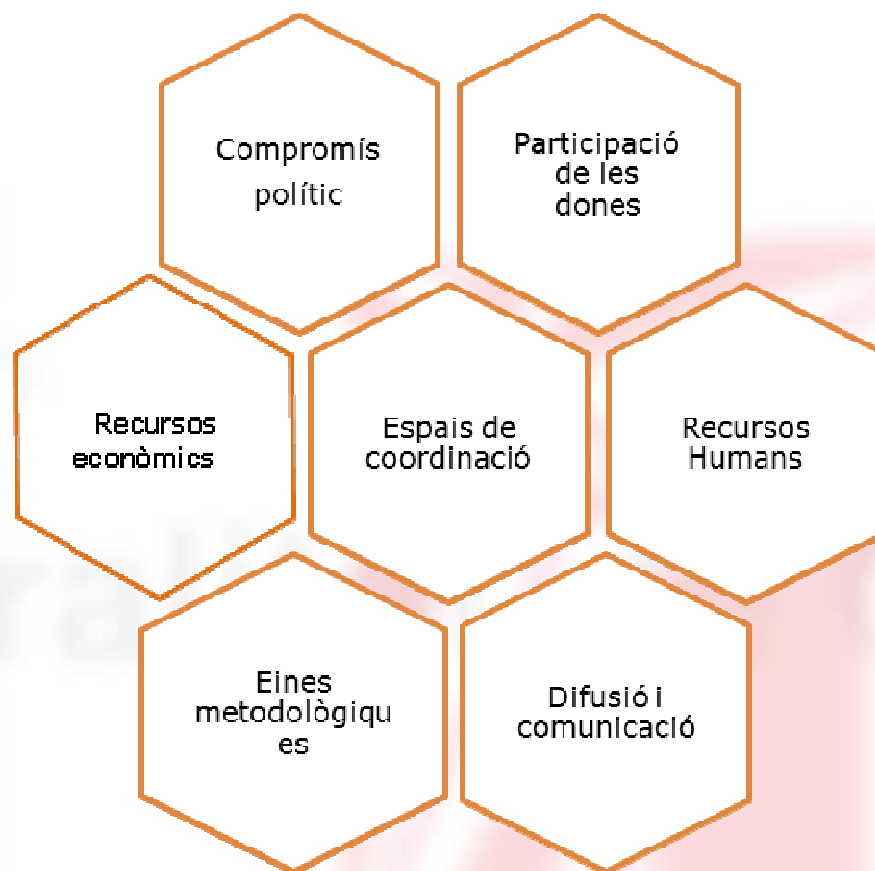 Compromís
polític
Participació
de les
dones
Recursos
econòmics
Espais de
coordinació
Recursos
Humans
Eines
metodològiqu
es
Difusió i
comunicació